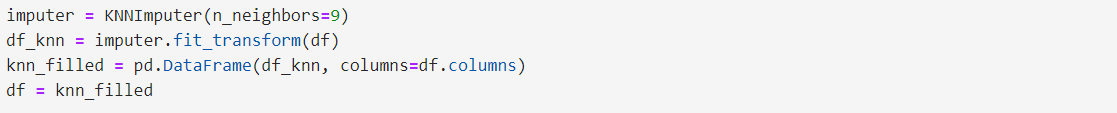 imputer = KNNImputer(n_neighbors=9)
df_knn = imputer.fit_transform(df)
knn_filled = pd.DataFrame(df_knn, columns=df.columns)
df = knn_filled